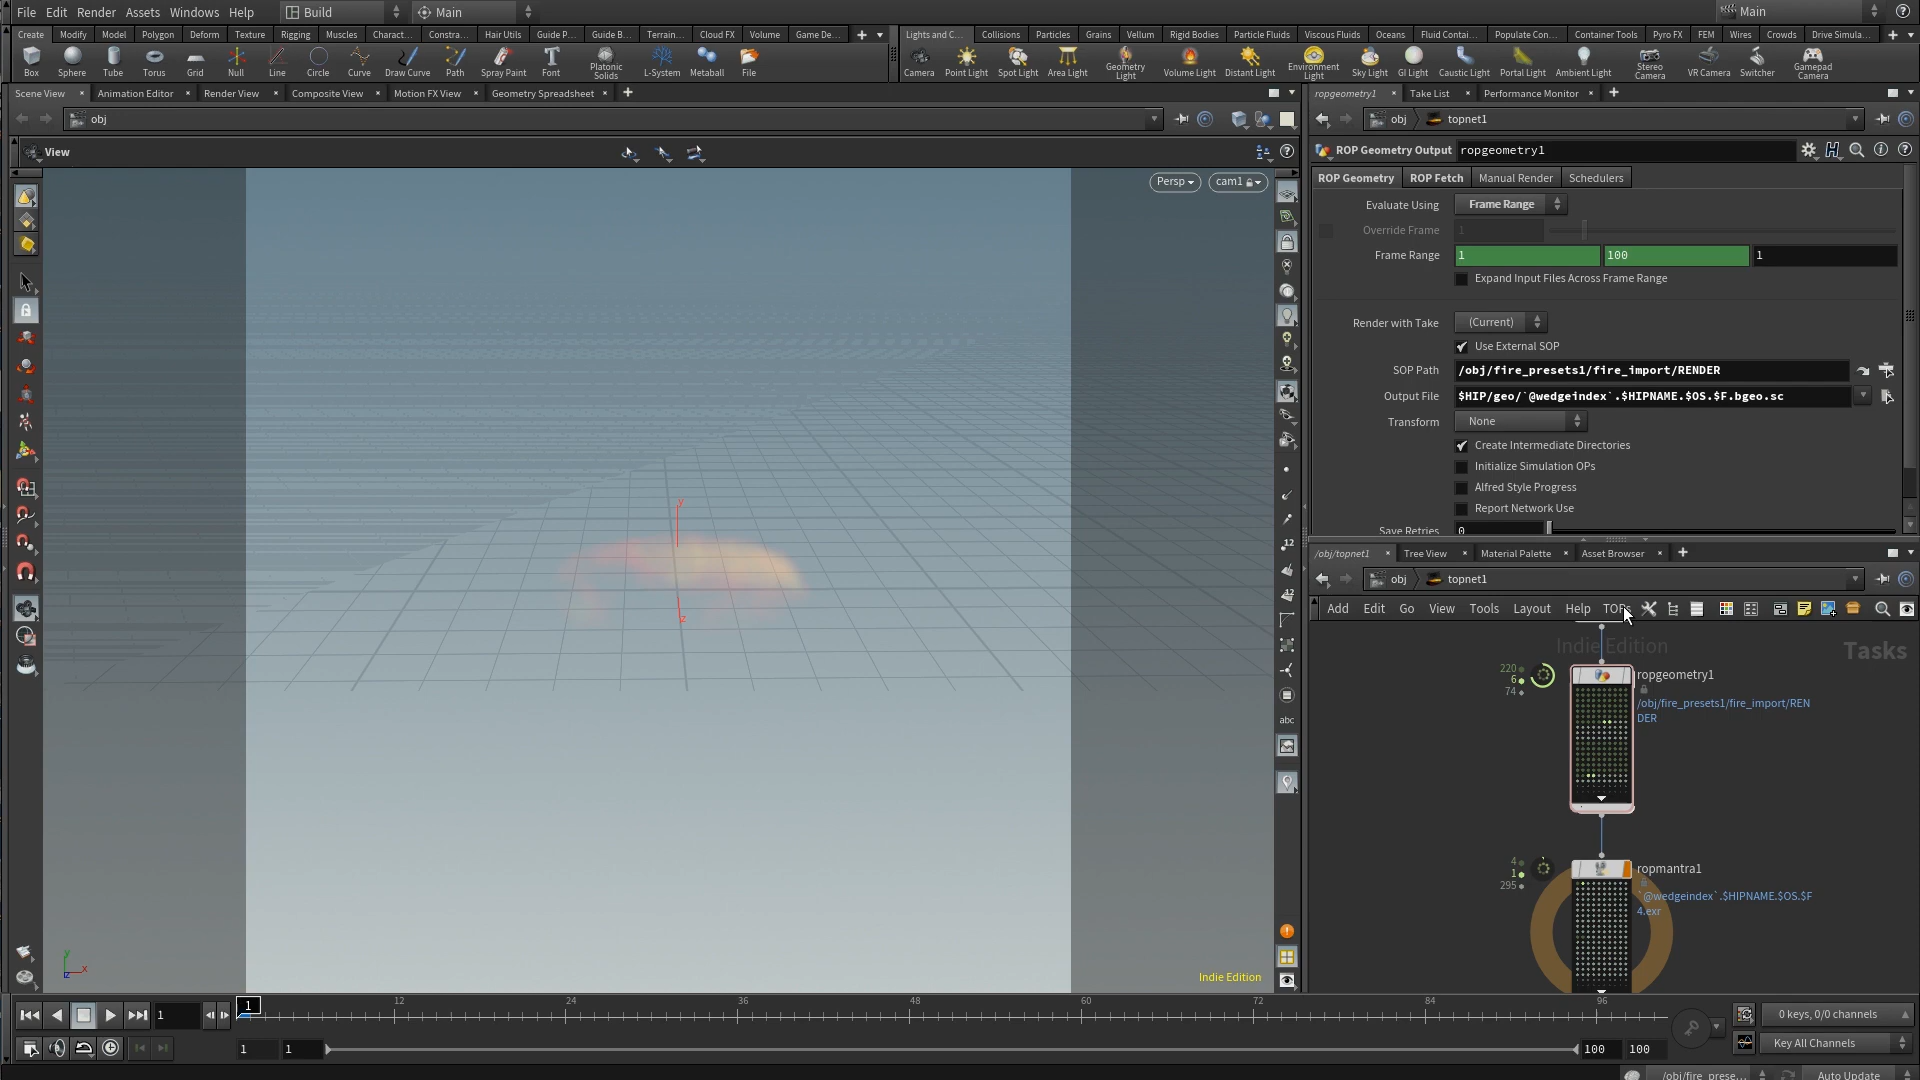 File Edit Render Assets Windows Help Build Main Main
Create Modify Model Polygon Deform Texture Rigging Muscles Charact... Constra... Hair Utils Guide P... Guide B... Terrain... Cloud FX Volume Game De...
Lights and C... Collisions Particles Grains Vellum Rigid Bodies Particle Fluids Viscous Fluids Oceans Fluid Contai... Populate Con... Container Tools Pyro FX FEM Wires Crowds Drive Simula...
Box Sphere Tube Torus Grid Null Line Circle Curve Draw Curve Path Spray Paint Font Platonic Solids L-System Metaball File
Camera Point Light Spot Light Area Light Geometry Light Volume Light Distant Light Environment Light Sky Light GI Light Caustic Light Portal Light Ambient Light Stereo Camera VR Camera Switcher Gamepad Camera
Scene View Animation Editor Render View Composite View Motion FX View Geometry Spreadsheet
obj
View
Persp
cam1
y
z
12
12
abc
y
z
x
Indie Edition
ropgeometry1 Take List Performance Monitor
obj topnet1
ROP Geometry Output ropgeometry1
ROP Geometry ROP Fetch Manual Render Schedulers
Evaluate Using Frame Range
Override Frame 1
Frame Range 1 100 1
Expand Input Files Across Frame Range
Render with Take (Current)
Use External SOP
SOP Path /obj/fire_presets1/fire_import/RENDER
Output File $HIP/geo/`@wedgeindex`.$HIPNAME.$OS.$F.bgeo.sc
Transform None
Create Intermediate Directories
Initialize Simulation OPs
Alfred Style Progress
Report Network Use
Save Retries 0
/obj/topnet1 Tree View Material Palette Asset Browser
obj topnet1
Add Edit Go View Tools Layout Help
Indie Edition
Tasks
220
6
74
ropgeometry1
/obj/fire_presets1/fire_import/REN
DER
4
1
295
ropmantra1
`@wedgeindex`.$HIPNAME.$OS.$F
4.exr
1 1 12 24 36 48 60 72 84 96
0 keys, 0/0 channels
1 1 100 100
Key All Channels
/obj/fire_prese... Auto Update